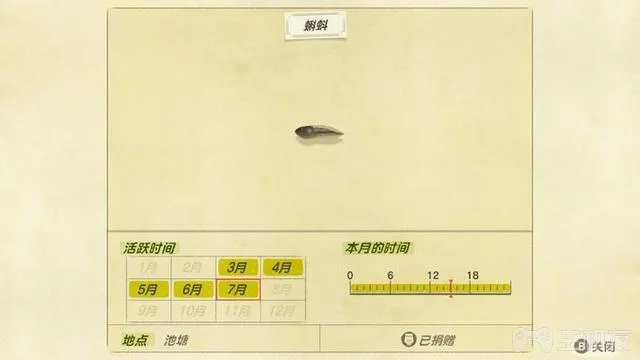 蝌蚪
活跃时间
本月的时间
1月 2月 3月 4月
5月 6月 7月 8月
9月 10月 11月 12月
0 6 12 18
地点 池塘
已捐赠
B 关闭